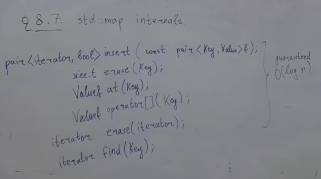 § 8.7. std::map internals.
pair<iterator, bool> insert (const pair<Key, Value>&);
size_t erase(Key);
Value& at(Key);
Value& operator[](Key);
iterator erase(iterator);
iterator find(Key);
guaranteed
O(log n)